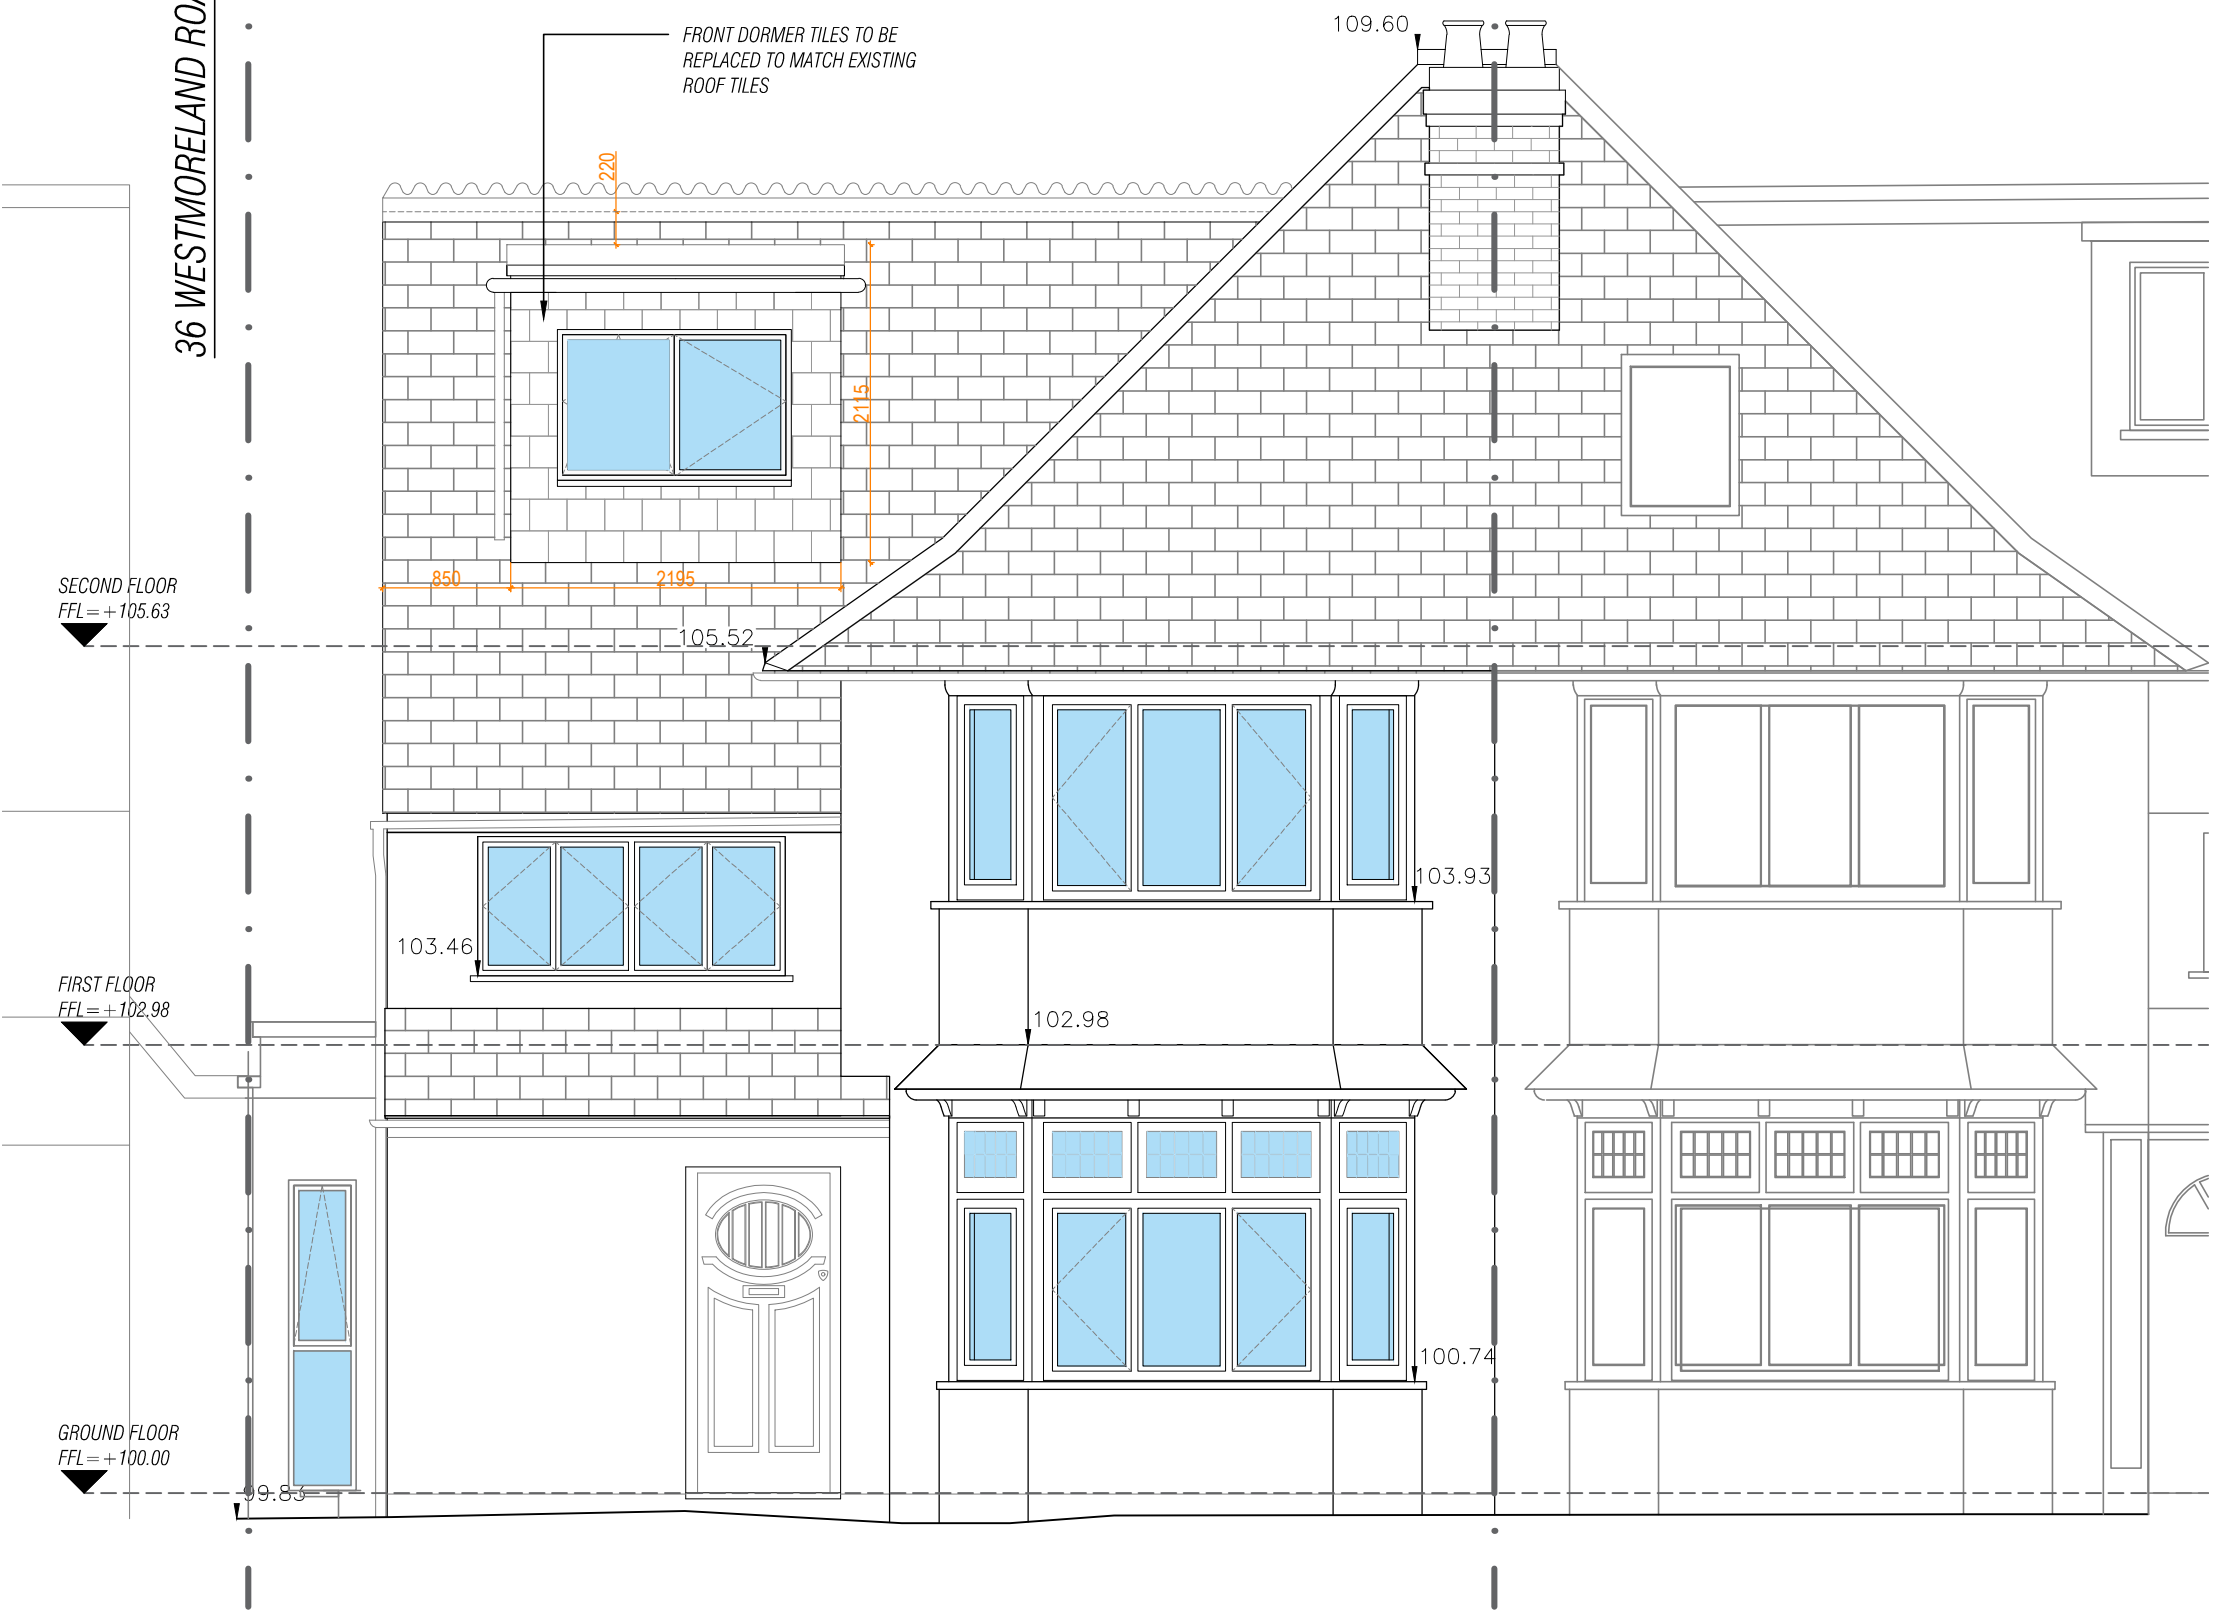 36 WESTMORELAND
FRONT DORMER TILES TO BE
REPLACED TO MATCH EXISTING
ROOF TILES
109.60
220
2115
850
2195
SECOND FLOOR
FFL=+105.63
105.52
103.93
103.46
FIRST FLOOR
FFL=+102.98
102.98
100.74
GROUND FLOOR
FFL=+100.00
99.83